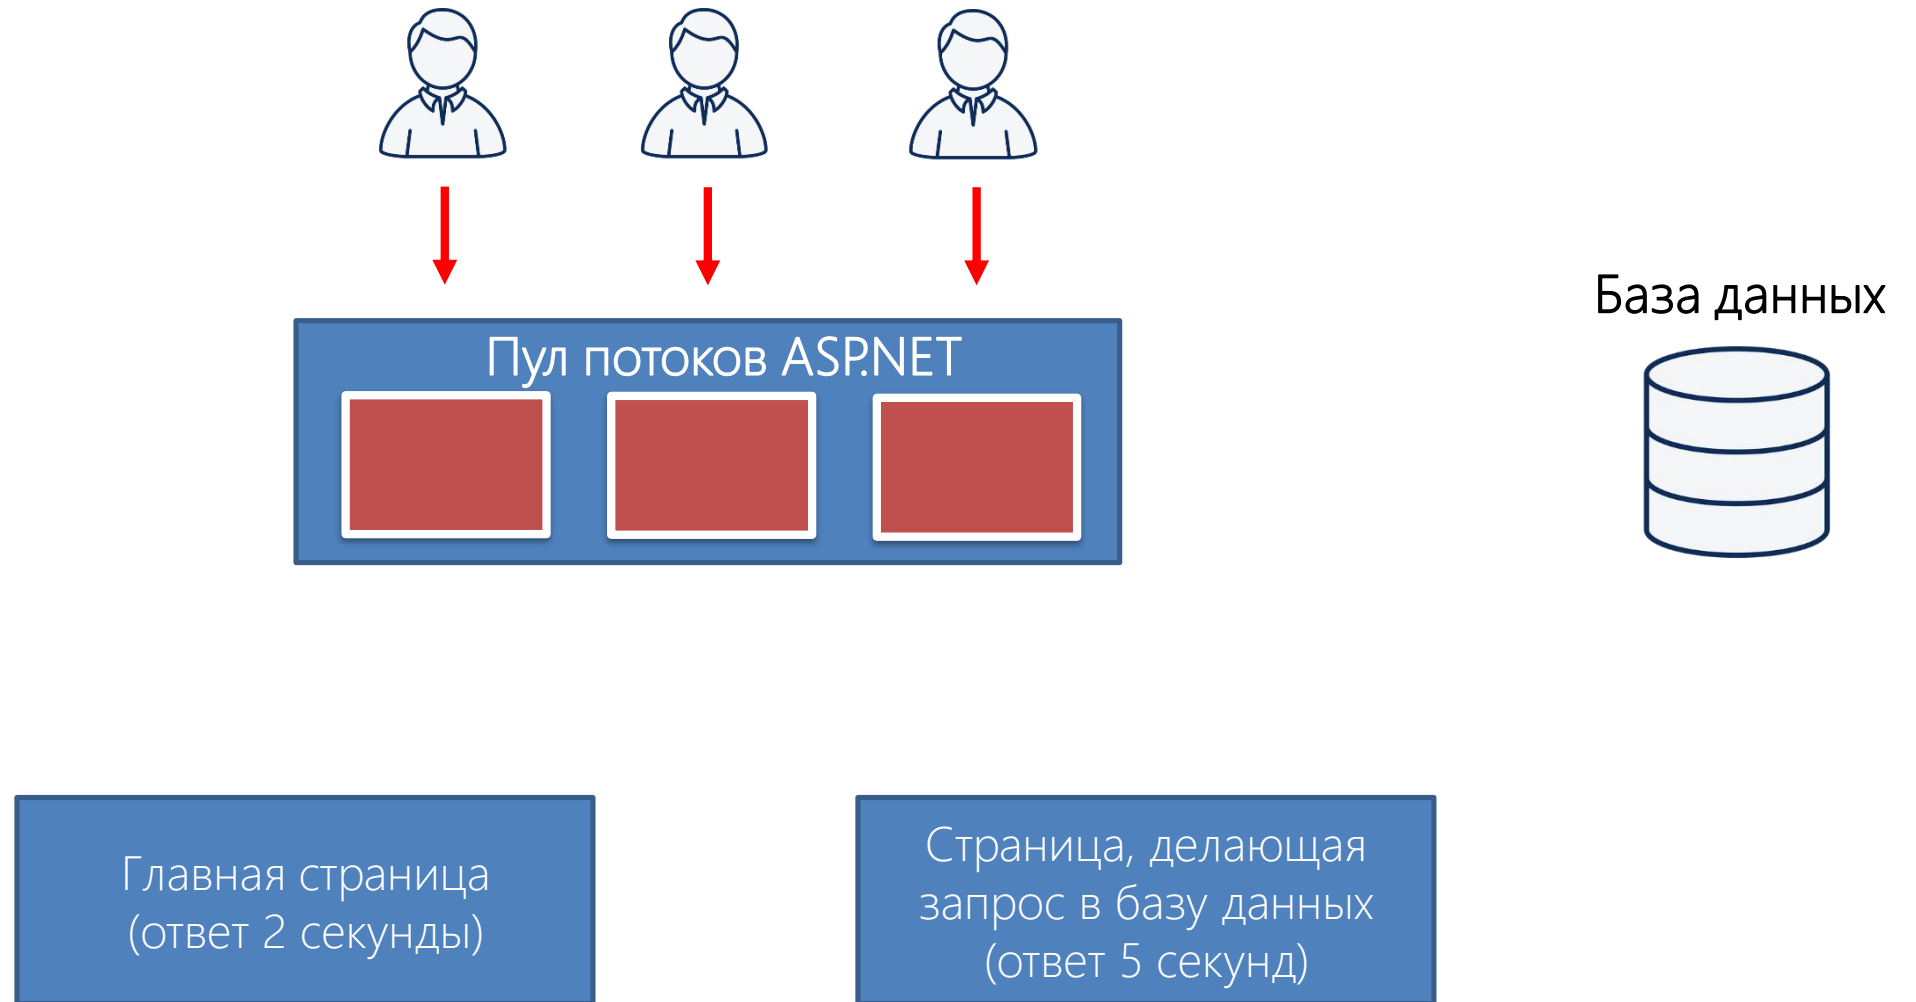 База данных
Пул потоков ASP.NET
Главная страница
(ответ 2 секунды)
Страница, делающая
запрос в базу данных
(ответ 5 секунд)